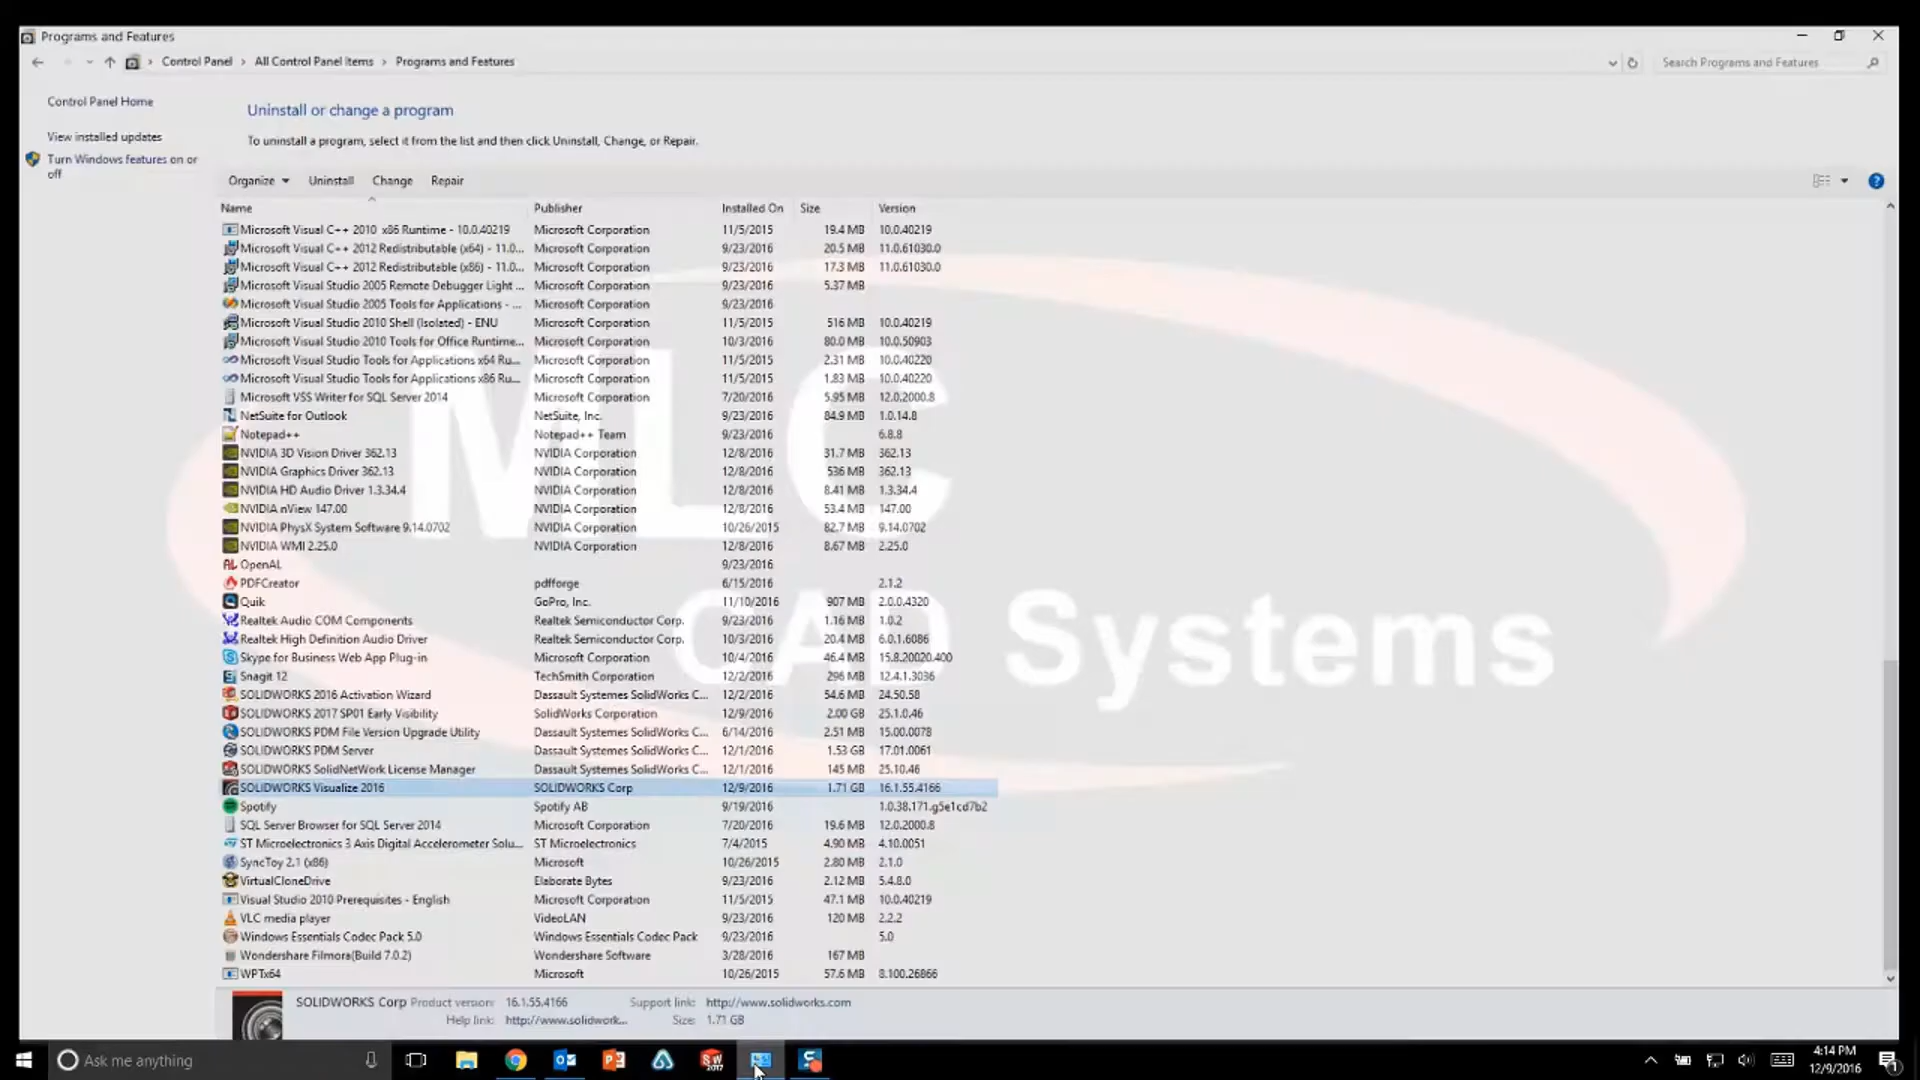 Programs and Features
Control Panel > All Control Panel Items > Programs and Features
Search Programs and Features
Control Panel Home
View installed updates
Turn Windows features on or
off
Uninstall or change a program
To uninstall a program, select it from the list and then click Uninstall, Change, or Repair.
Organize Uninstall Change Repair
Name Publisher Installed On Size Version
Microsoft Visual C++ 2010 x86 Runtime - 10.0.40219 Microsoft Corporation 11/5/2015 19.4 MB 10.0.40219
Microsoft Visual C++ 2012 Redistributable (x64) - 11.0... Microsoft Corporation 9/23/2016 20.5 MB 11.0.61030.0
Microsoft Visual C++ 2012 Redistributable (x86) - 11.0... Microsoft Corporation 9/23/2016 17.3 MB 11.0.61030.0
Microsoft Visual Studio 2005 Remote Debugger Light ... Microsoft Corporation 9/23/2016 5.37 MB
Microsoft Visual Studio 2005 Tools for Applications - ... Microsoft Corporation 9/23/2016
Microsoft Visual Studio 2010 Shell (Isolated) - ENU Microsoft Corporation 11/5/2015 516 MB 10.0.40219
Microsoft Visual Studio 2010 Tools for Office Runtime... Microsoft Corporation 10/3/2016 80.0 MB 10.0.50903
Microsoft Visual Studio Tools for Applications x64 Ru... Microsoft Corporation 11/5/2015 2.31 MB 10.0.40220
Microsoft Visual Studio Tools for Applications x86 Ru... Microsoft Corporation 11/5/2015 1.83 MB 10.0.40220
Microsoft VSS Writer for SQL Server 2014 Microsoft Corporation 7/20/2016 5.95 MB 12.0.2000.8
NetSuite for Outlook NetSuite, Inc. 9/23/2016 84.9 MB 1.0.14.8
Notepad++ Notepad++ Team 9/23/2016 6.8.8
NVIDIA 3D Vision Driver 362.13 NVIDIA Corporation 12/8/2016 31.7 MB 362.13
NVIDIA Graphics Driver 362.13 NVIDIA Corporation 12/8/2016 536 MB 362.13
NVIDIA HD Audio Driver 1.3.34.4 NVIDIA Corporation 12/8/2016 8.41 MB 1.3.34.4
NVIDIA nView 147.00 NVIDIA Corporation 12/8/2016 53.4 MB 147.00
NVIDIA PhysX System Software 9.14.0702 NVIDIA Corporation 10/26/2015 82.7 MB 9.14.0702
NVIDIA WMI 2.25.0 NVIDIA Corporation 12/8/2016 8.67 MB 2.25.0
OpenAL 9/23/2016
PDFCreator pdfforge 6/15/2016 2.1.2
Quik GoPro, Inc. 11/10/2016 907 MB 2.0.0.4320
Realtek Audio COM Components Realtek Semiconductor Corp. 9/23/2016 1.16 MB 1.0.2
Realtek High Definition Audio Driver Realtek Semiconductor Corp. 10/3/2016 20.4 MB 6.0.1.6086
Skype for Business Web App Plug-in Microsoft Corporation 10/4/2016 46.4 MB 15.8.20020.400
Snagit 12 TechSmith Corporation 12/2/2016 296 MB 12.4.1.3036
SOLIDWORKS 2016 Activation Wizard Dassault Systemes SolidWorks C... 12/2/2016 54.6 MB 24.50.58
SOLIDWORKS 2017 SP01 Early Visibility SolidWorks Corporation 12/9/2016 2.00 GB 25.1.0.46
SOLIDWORKS PDM File Version Upgrade Utility Dassault Systemes SolidWorks C... 6/14/2016 2.51 MB 15.00.0078
SOLIDWORKS PDM Server Dassault Systemes SolidWorks C... 12/1/2016 1.53 GB 17.01.0061
SOLIDWORKS SolidNetWork License Manager Dassault Systemes SolidWorks C... 12/1/2016 145 MB 25.10.46
SOLIDWORKS Visualize 2016 SOLIDWORKS Corp 12/9/2016 1.71 GB 16.1.55.4166
Spotify Spotify AB 9/19/2016 1.0.38.171.g5e1cd7b2
SQL Server Browser for SQL Server 2014 Microsoft Corporation 7/20/2016 19.6 MB 12.0.2000.8
ST Microelectronics 3 Axis Digital Accelerometer Solu... ST Microelectronics 7/4/2015 4.90 MB 4.10.0051
SyncToy 2.1 (x86) Microsoft 10/26/2015 2.80 MB 2.1.0
VirtualCloneDrive Elaborate Bytes 9/23/2016 2.12 MB 5.4.8.0
Visual Studio 2010 Prerequisites - English Microsoft Corporation 11/5/2015 47.1 MB 10.0.40219
VLC media player VideoLAN 9/23/2016 120 MB 2.2.2
Windows Essentials Codec Pack 5.0 Windows Essentials Codec Pack 9/23/2016 5.0
Wondershare Filmora(Build 7.0.2) Wondershare Software 3/28/2016 167 MB
WPTx64 Microsoft 10/26/2015 57.6 MB 8.100.26866
MLC
CAD Systems
SOLIDWORKS Corp Product version: 16.1.55.4166 Support link: http://www.solidworks.com
Help link: http://www.solidwork... Size: 1.71 GB
Ask me anything
SW
2017
4:14 PM
12/9/2016
1